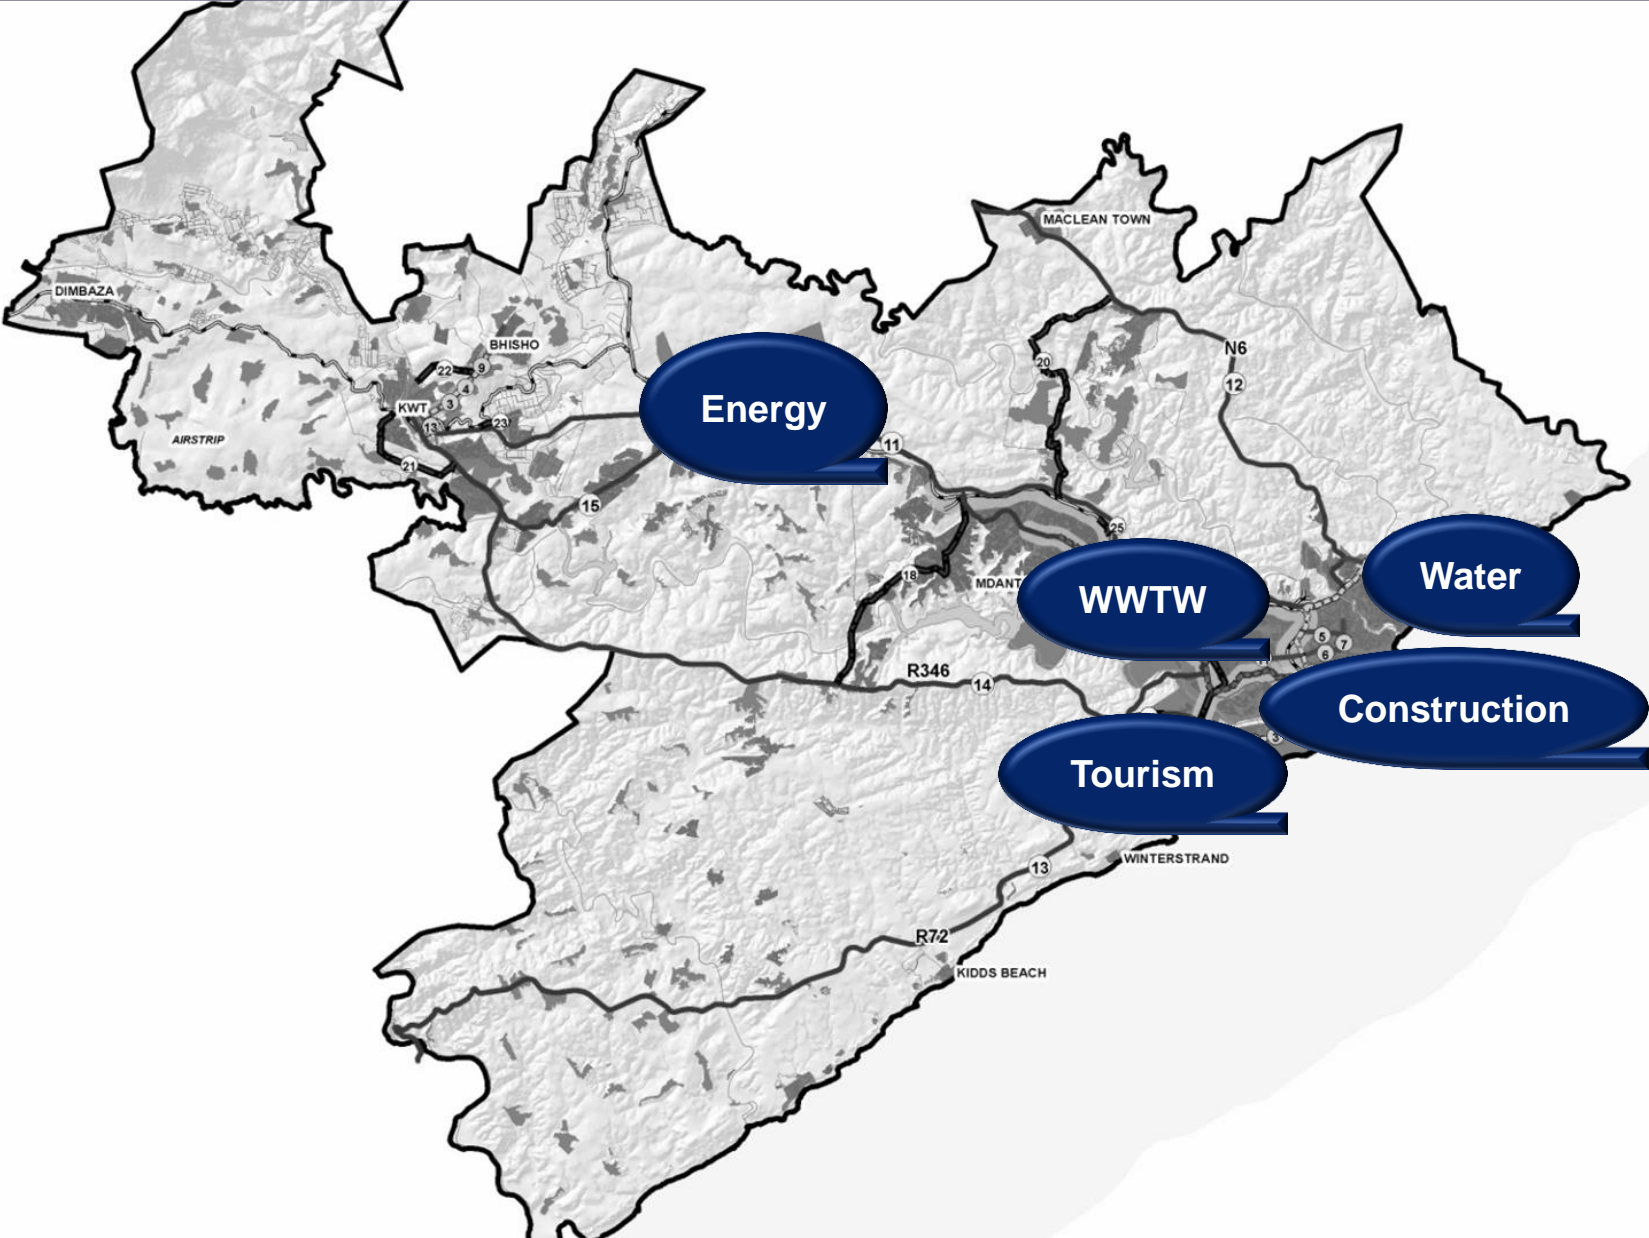 MACLEAN TOWN
DIMBAZA
BHISHO
N6
20
22
9
12
4
KWT
3
Energy
13
23
AIRSTRIP
11
21
15
25
18
MDANT
WWTW
Water
5
7
6
R346
14
Construction
3
Tourism
WINTERSTRAND
13
R72
KIDDS BEACH